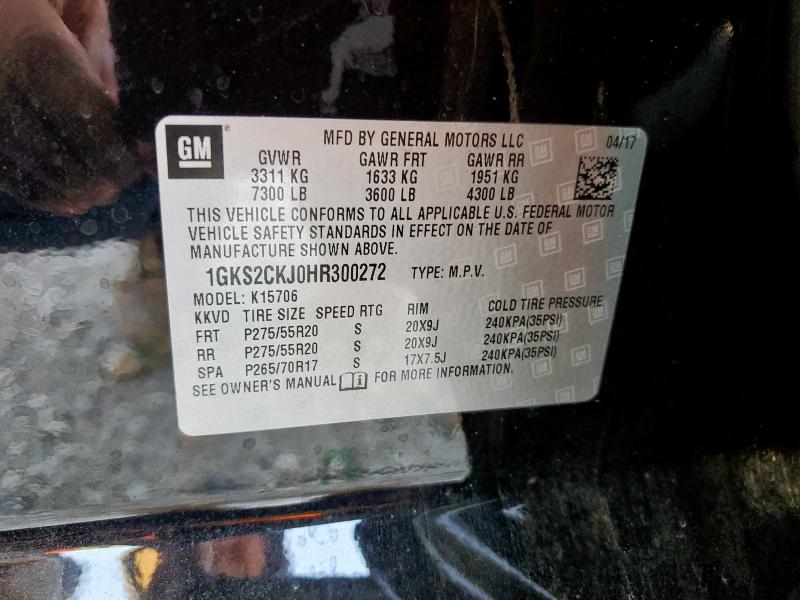 GM
MFD BY GENERAL MOTORS LLC 04/17
GVWR GAWR FRT GAWR RR
3311 KG 1633 KG 1951 KG
7300 LB 3600 LB 4300 LB
THIS VEHICLE CONFORMS TO ALL APPLICABLE U.S. FEDERAL MOTOR
VEHICLE SAFETY STANDARDS IN EFFECT ON THE DATE OF
MANUFACTURE SHOWN ABOVE.
1GKS2CKJ0HR300272 TYPE: M.P.V.
MODEL: K15706
KKVD TIRE SIZE SPEED RTG RIM COLD TIRE PRESSURE
FRT P275/55R20 S 20X9J 240KPA(35PSI)
RR P275/55R20 S 20X9J 240KPA(35PSI)
SPA P265/70R17 S 17X7.5J 240KPA(35PSI)
SEE OWNER'S MANUAL FOR MORE INFORMATION.